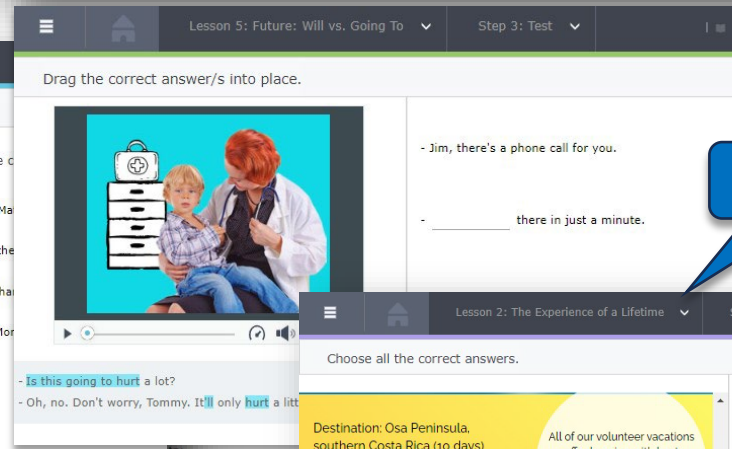 Lesson 5: Future: Will vs. Going To
Step 3: Test
Drag the correct answer/s into place.
- Jim, there's a phone call for you.
- ________ there in just a minute.
- Is this going to hurt a lot?
- Oh, no. Don't worry, Tommy. It'll only hurt a litt
Lesson 2: The Experience of a Lifetime
Choose all the correct answers.
Destination: Osa Peninsula,
southern Costa Rica (10 days)
All of our volunteer vacations